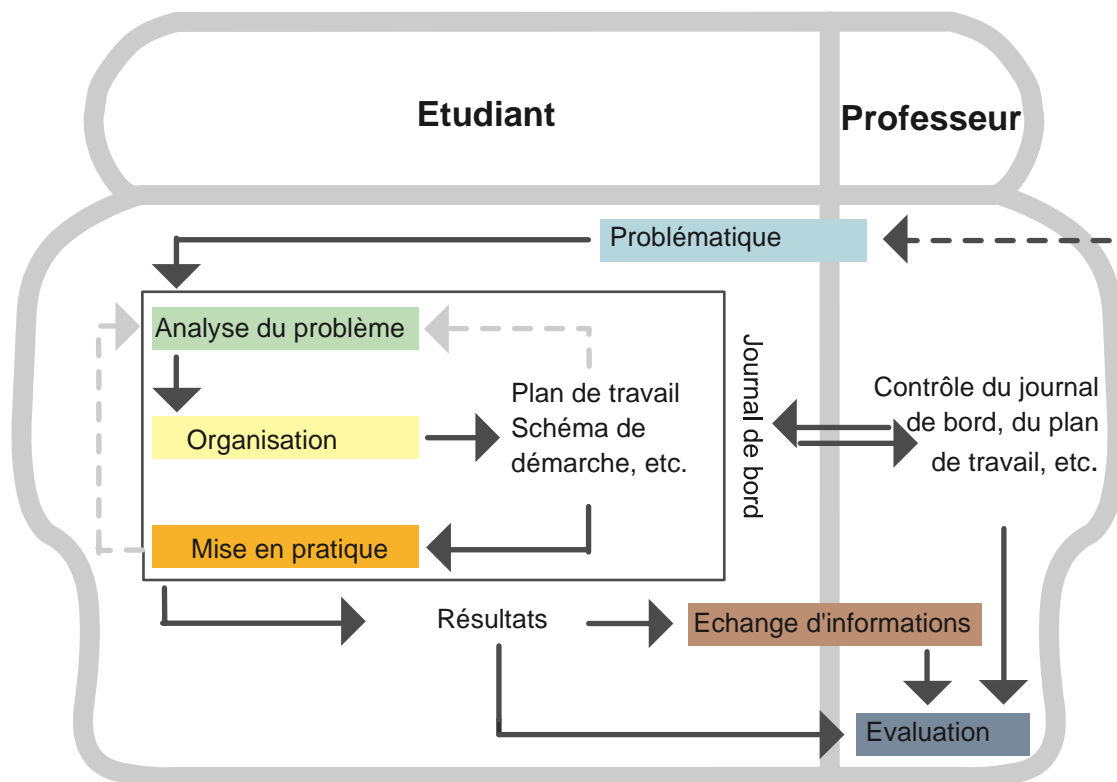 Etudiant
Professeur
Problématique
Analyse du problème
Organisation
Plan de travail
Schéma de
démarche, etc.
Mise en pratique
Journal de bord
Contrôle du journal
de bord, du plan
de travail, etc.
Résultats
Echange d'informations
Evaluation